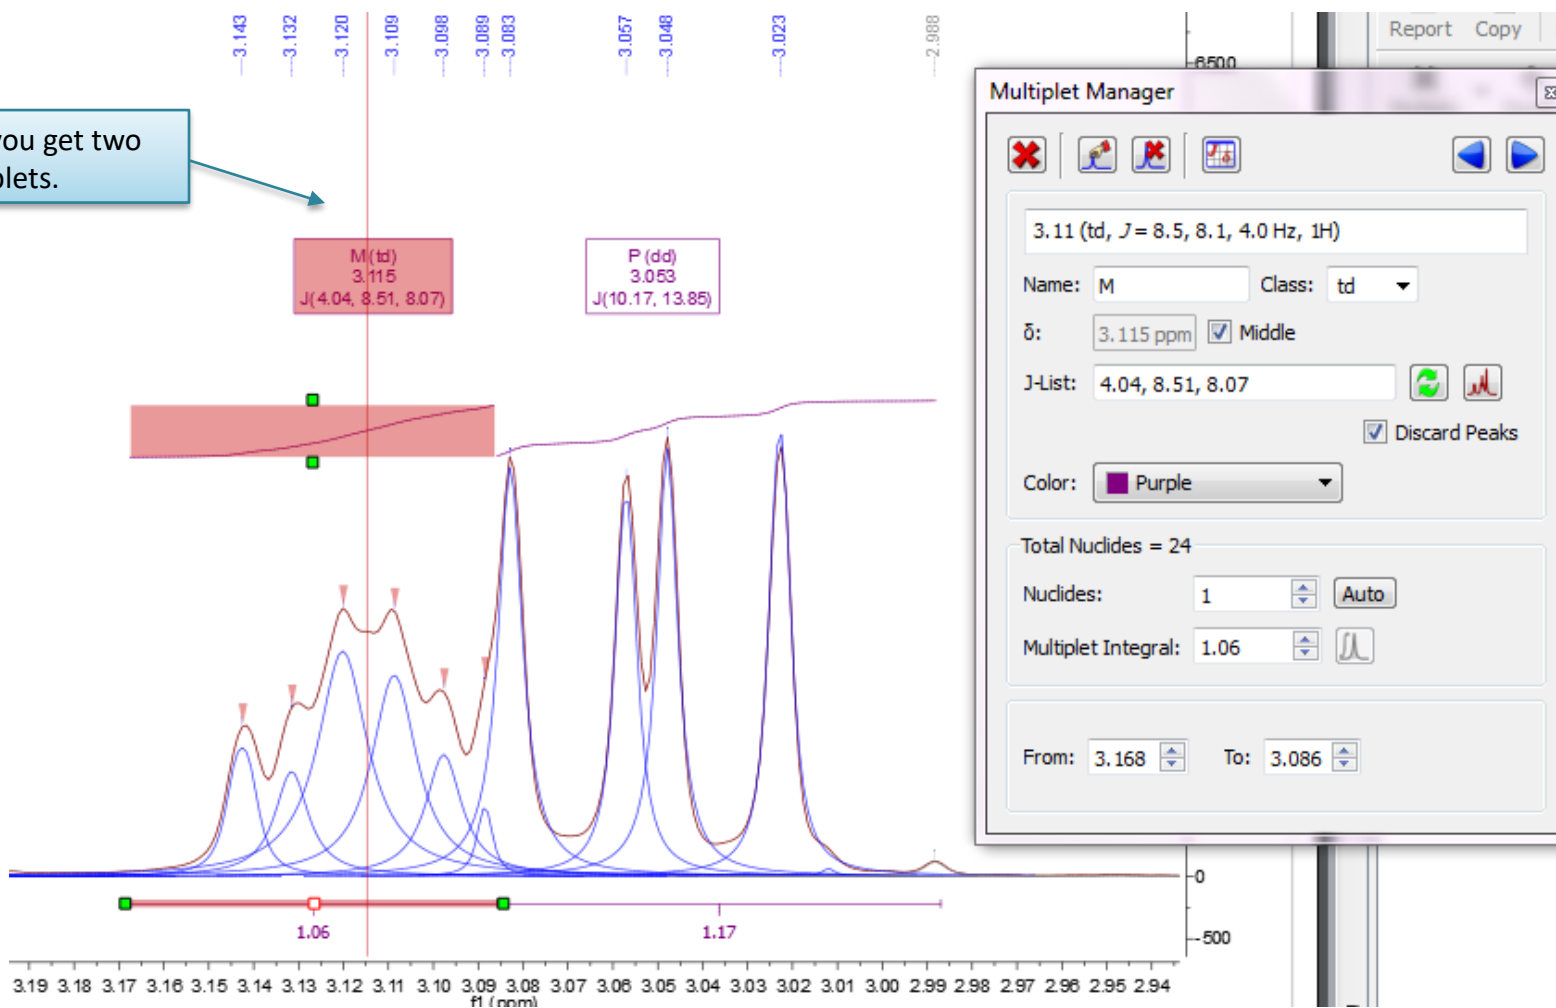 3.143
3.132
3.120
3.109
3.098
3.089
3.083
3.057
3.048
3.023
2.988
6500
Report Copy
Multiplet Manager
you get two
plets.
M (td)
3.115
J(4.04, 8.51, 8.07)
P (dd)
3.053
J(10.17, 13.85)
3.11 (td, J = 8.5, 8.1, 4.0 Hz, 1H)
Name: M Class: td
δ: 3.115 ppm Middle
J-List: 4.04, 8.51, 8.07
Discard Peaks
Color: Purple
Total Nuclides = 24
Nuclides: 1 Auto
Multiplet Integral: 1.06
From: 3.168 To: 3.086
0
1.06
1.17
-500
3.19 3.18 3.17 3.16 3.15 3.14 3.13 3.12 3.11 3.10 3.09 3.08 3.07 3.06 3.05 3.04 3.03 3.02 3.01 3.00 2.99 2.98 2.97 2.96 2.95 2.94
f1 (ppm)